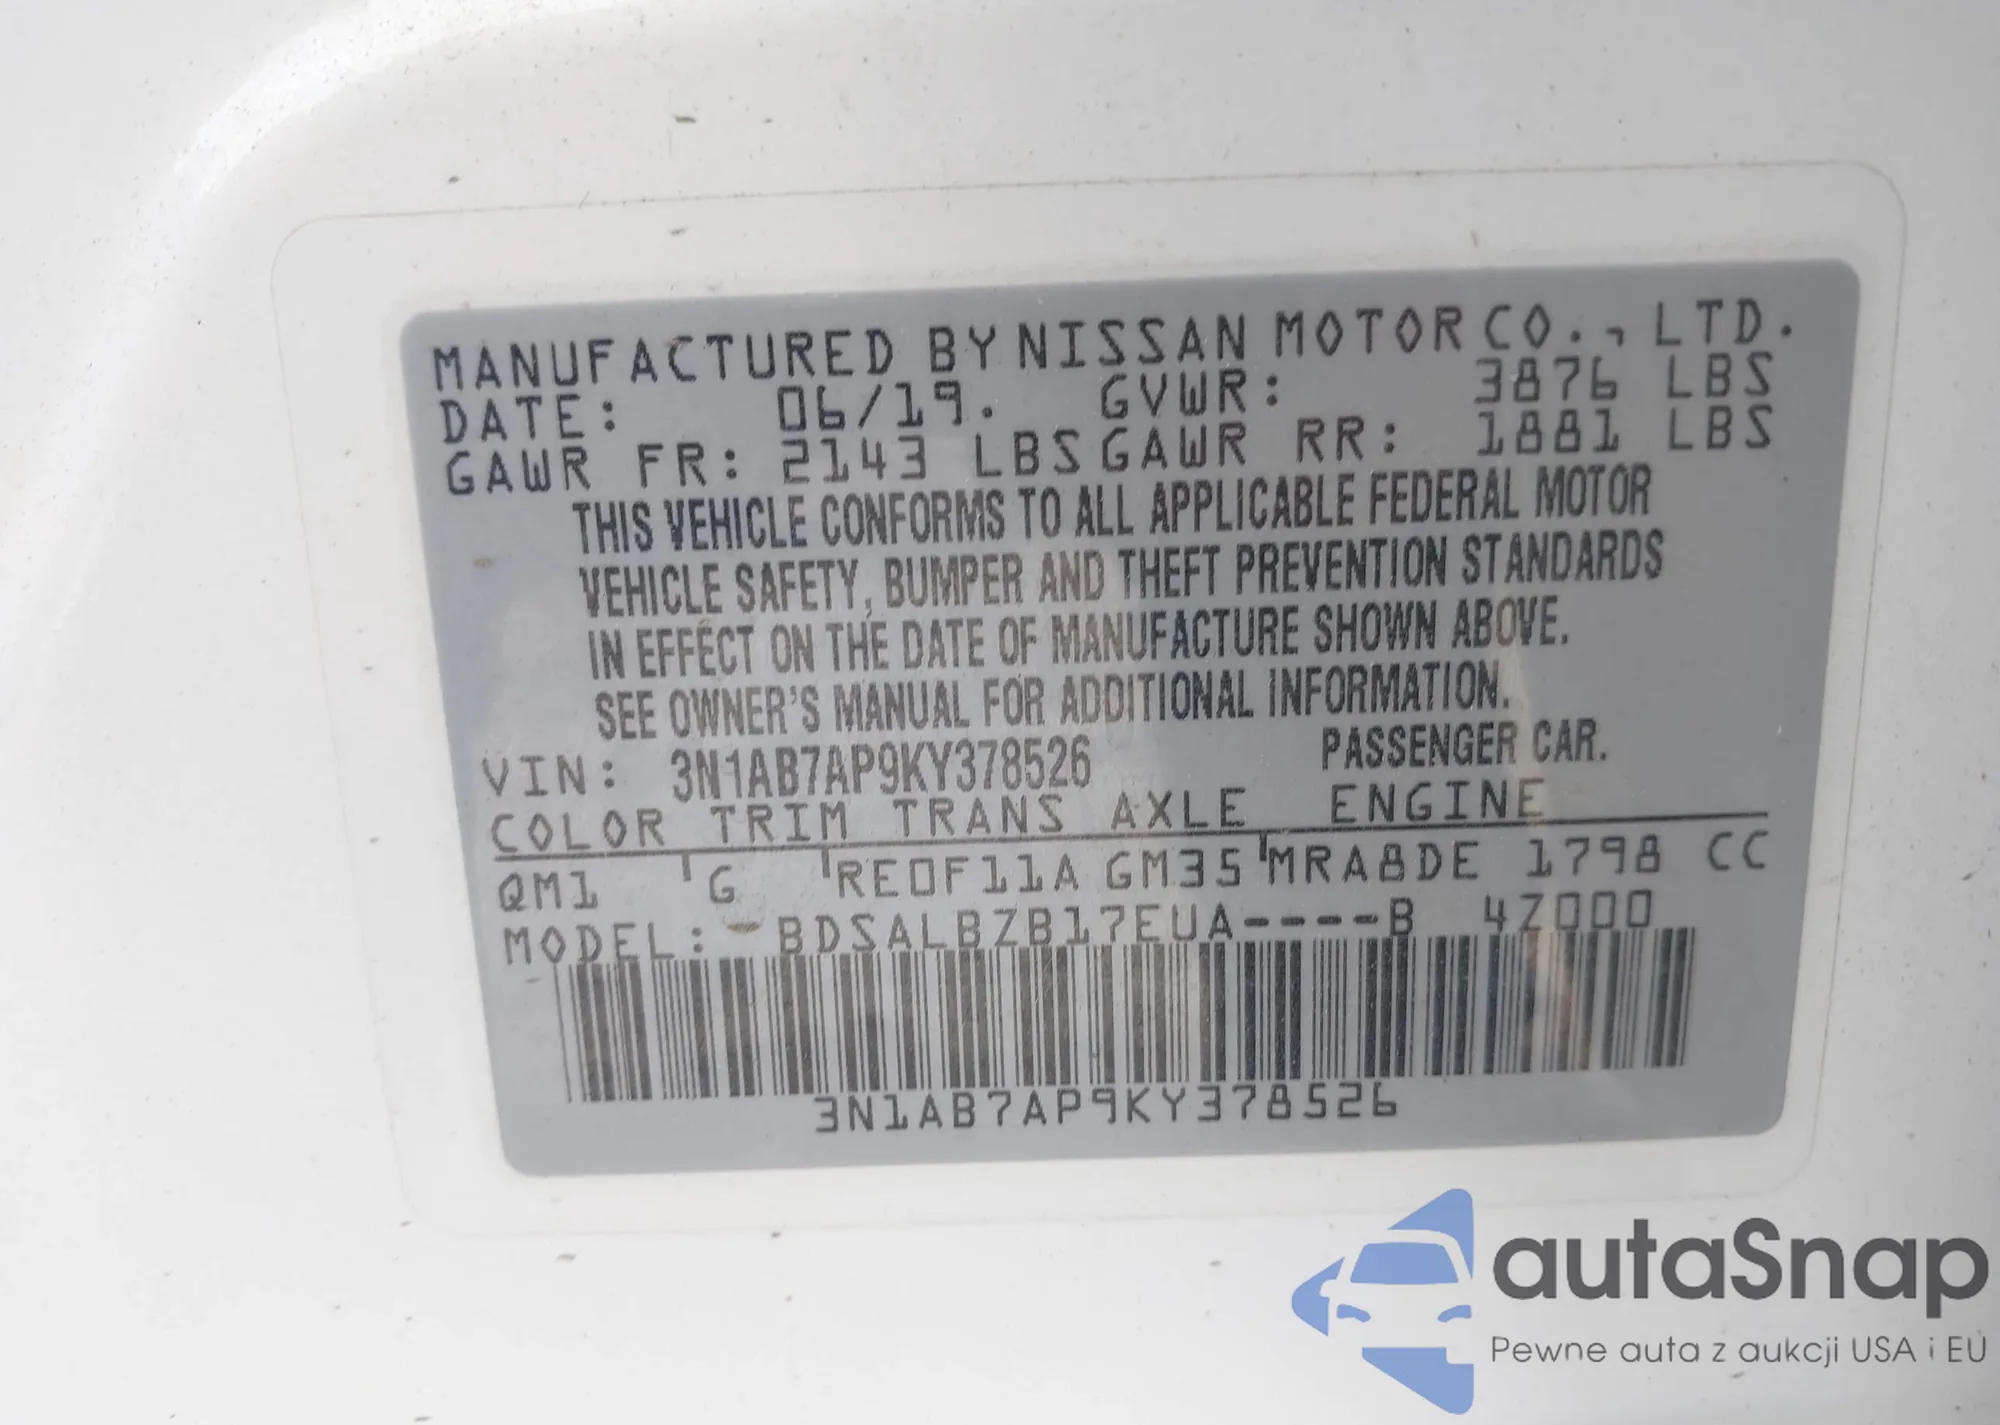 MANUFACTURED BY NISSAN MOTOR CO., LTD.
DATE: 06/19. GVWR: 3876 LBS
GAWR FR: 2143 LBS GAWR RR: 1881 LBS
THIS VEHICLE CONFORMS TO ALL APPLICABLE FEDERAL MOTOR
VEHICLE SAFETY, BUMPER AND THEFT PREVENTION STANDARDS
IN EFFECT ON THE DATE OF MANUFACTURE SHOWN ABOVE.
SEE OWNER'S MANUAL FOR ADDITIONAL INFORMATION.
VIN: 3N1AB7AP9KY378526 PASSENGER CAR.
COLOR TRIM TRANS AXLE ENGINE
QM1 G RE0F11A GM35 MRA8DE 1798 CC
MODEL: BDSALBZB17EUA----B 4Z000
3N1AB7AP9KY378526
autaSnap
Pewne auta z aukcji USA i EU